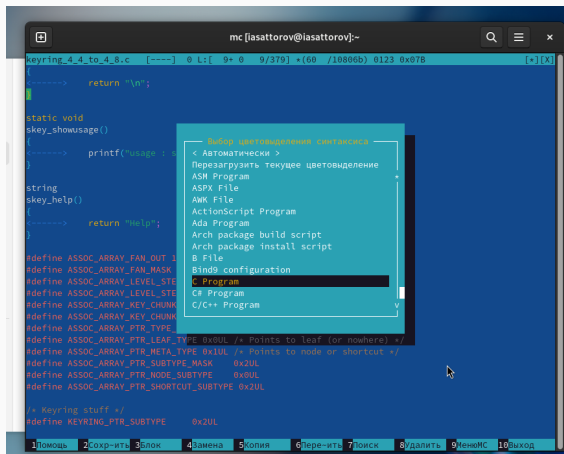 mc [iasattorov@iasattorov]:~
keyring_4_4_to_4_8.c [----] 0 L:[ 9+ 0 9/379] *(60 /10806b) 0123 0x07B [*][X]
{
<------> return "\n";
}
static void
skey_showusage()
{
<------> printf("usage : s
}
string
skey_help()
{
<------> return "Help";
}
#define ASSOC_ARRAY_FAN_OUT 1
#define ASSOC_ARRAY_FAN_MASK
#define ASSOC_ARRAY_LEVEL_STE
#define ASSOC_ARRAY_LEVEL_STE
#define ASSOC_ARRAY_KEY_CHUNK
#define ASSOC_ARRAY_KEY_CHUNK
#define ASSOC_ARRAY_PTR_TYPE_
#define ASSOC_ARRAY_PTR_LEAF_TYPE 0x0UL /* Points to leaf (or nowhere) */
#define ASSOC_ARRAY_PTR_META_TYPE 0x1UL /* Points to node or shortcut */
#define ASSOC_ARRAY_PTR_SUBTYPE_MASK 0x2UL
#define ASSOC_ARRAY_PTR_NODE_SUBTYPE 0x0UL
#define ASSOC_ARRAY_PTR_SHORTCUT_SUBTYPE 0x2UL
/* Keyring stuff */
#define KEYRING_PTR_SUBTYPE 0x2UL
Выбор цветовыделения синтаксиса
< Автоматически >
Перезагрузить текущее цветовыделение
ASM Program
ASPX File
AWK File
ActionScript Program
Ada Program
Arch package build script
Arch package install script
B File
Bind9 configuration
C Program
C# Program
C/C++ Program
1Помощь 2Сохр~ить 3Блок 4Замена 5Копия 6Пере~ить 7Поиск 8Удалить 9МенюМС 10Выход